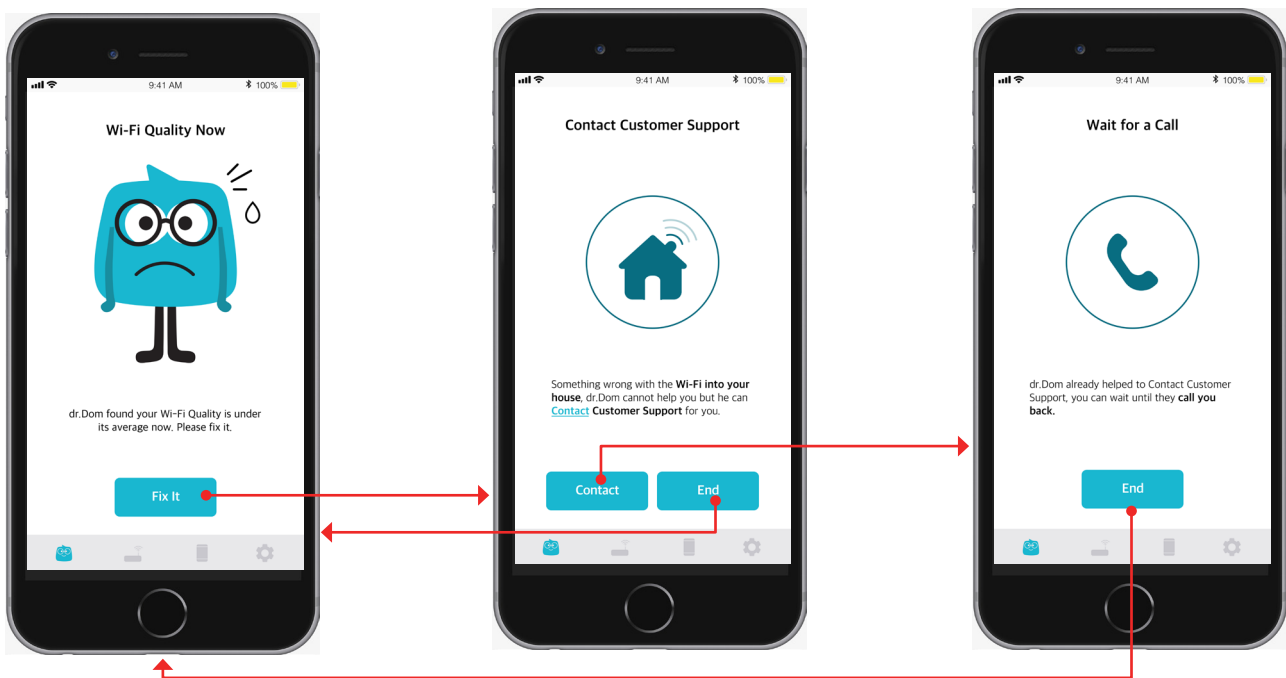 9:41 AM
100%
Wi-Fi Quality Now
dr.Dom found your Wi-Fi Quality is under
its average now. Please fix it.
Fix It
9:41 AM
100%
Contact Customer Support
Something wrong with the Wi-Fi into your
house, dr.Dom cannot help you but he can
Contact Customer Support for you.
Contact
End
9:41 AM
100%
Wait for a Call
dr.Dom already helped to Contact Customer
Support, you can wait until they call you
back.
End